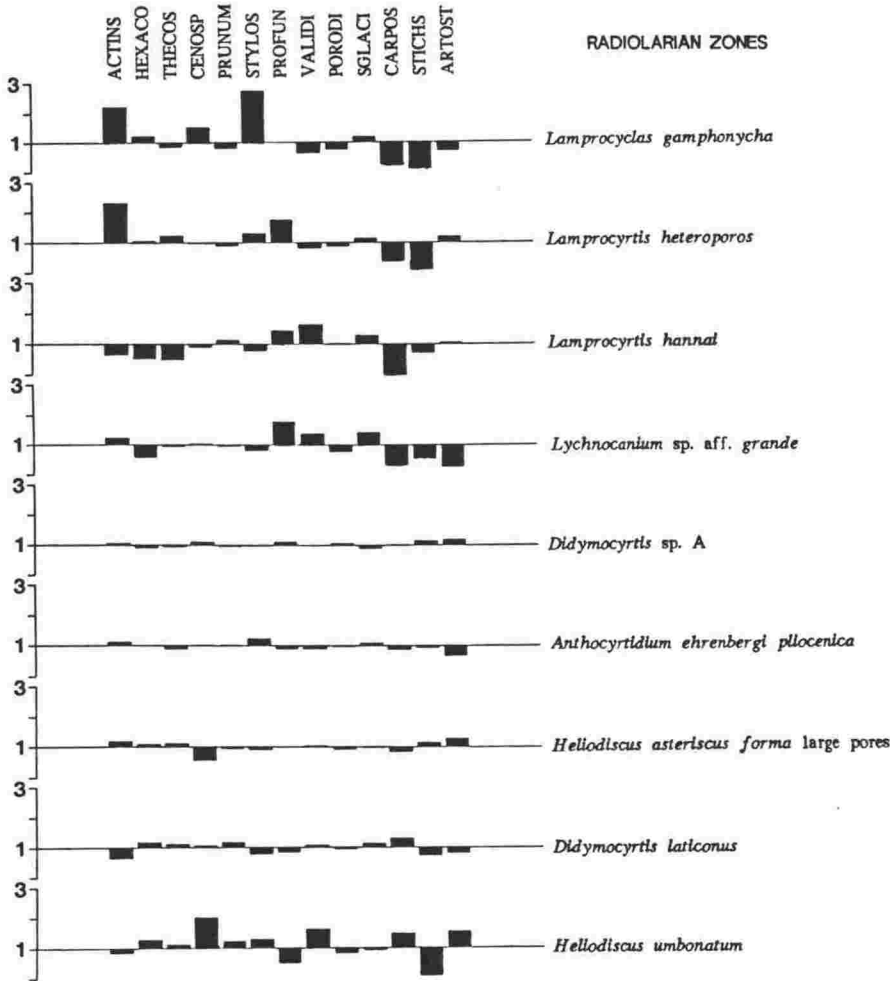 ACTINS HEXACO THECOS CENOSP PRUNUM STYLOS PROFUN VALIDI PORODI SGLACI CARPOS STICHS ARTOST
RADIOLARIAN ZONES
3
1
Lamprocyclas gamphonycha
3
1
Lamprocyrtis heteroporos
3
1
Lamprocyrtis hannai
3
1
Lychnocanium sp. aff. grande
3
1
Didymocyrtis sp. A
3
1
Anthocyrtidium ehrenbergi pliocenica
3
1
Heliodiscus asteriscus forma large pores
3
1
Didymocyrtis laticonus
3
1
Heliodiscus umbonatum